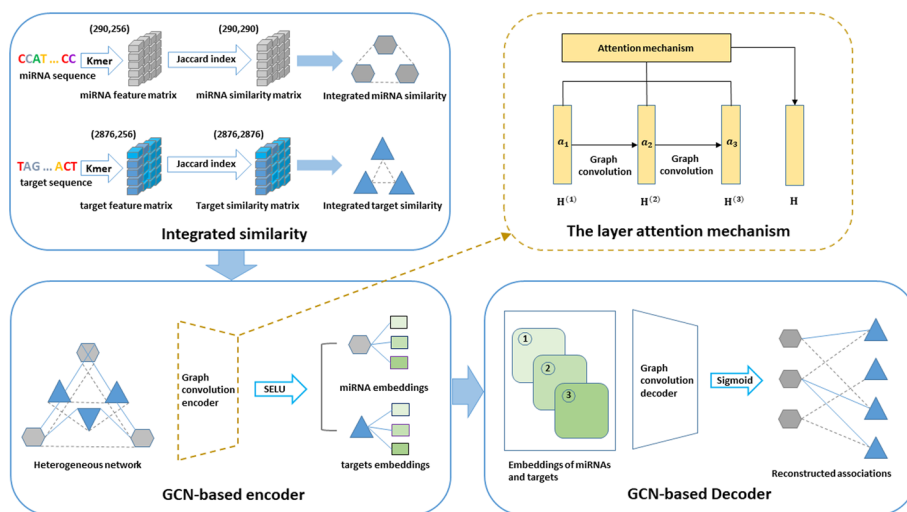 (290,256)
(290,290)
CCAT ... CC
Kmer
Jaccard index
miRNA sequence
miRNA feature matrix
miRNA similarity matrix
Integrated miRNA similarity
(2876,256)
(2876,2876)
TAG ... ACT
Kmer
Jaccard index
target sequence
target feature matrix
Target similarity matrix
Integrated target similarity
Integrated similarity
Attention mechanism
a1
a2
a3
Graph
convolution
Graph
convolution
H(1)
H(2)
H(3)
H
The layer attention mechanism
Graph
convolution
encoder
SELU
miRNA embeddings
targets embeddings
Heterogeneous network
GCN-based encoder
1
2
3
Graph
convolution
decoder
Sigmoid
Embeddings of miRNAs
and targets
Reconstructed associations
GCN-based Decoder